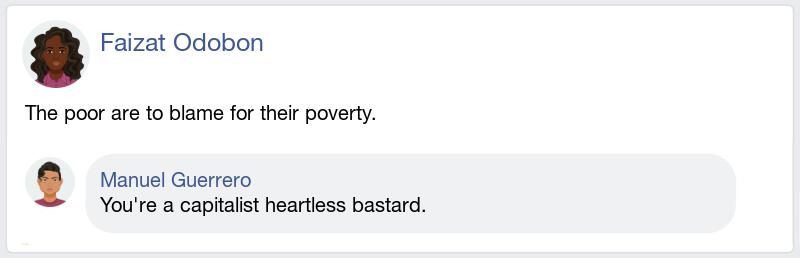 Faizat Odobon
The poor are to blame for their poverty.
Manuel Guerrero
You're a capitalist heartless bastard.